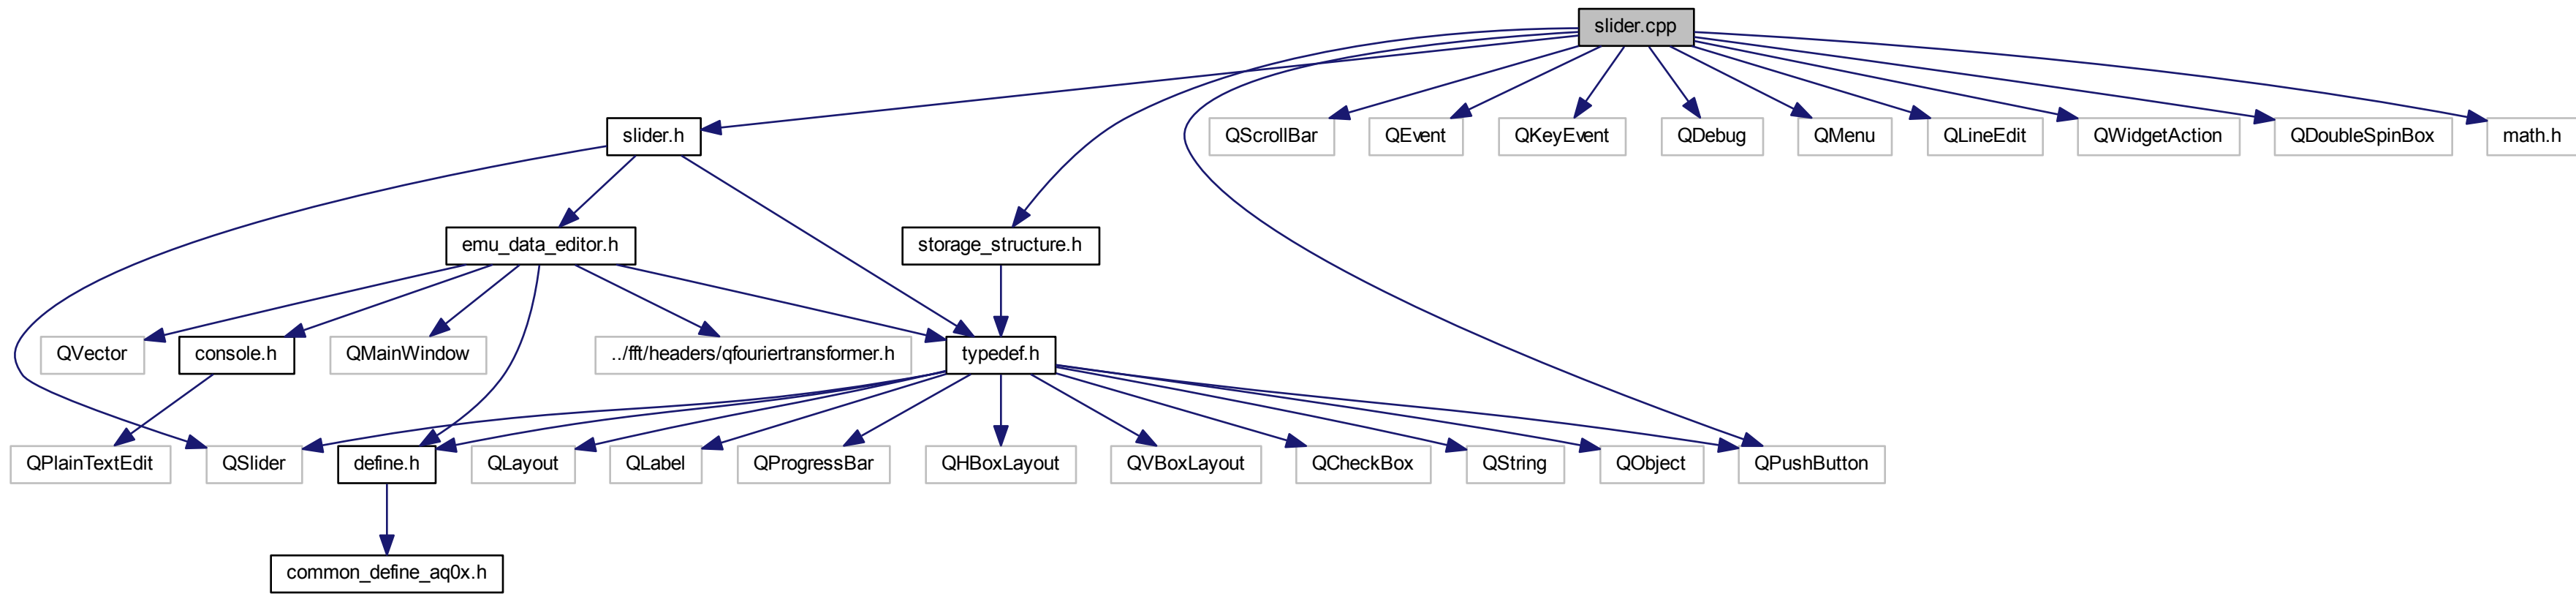 slider.cpp
slider.h
QScrollBar
QEvent
QKeyEvent
QDebug
QMenu
QLineEdit
QWidgetAction
QDoubleSpinBox
math.h
emu_data_editor.h
storage_structure.h
QVector
console.h
QMainWindow
../fft/headers/qfouriertransformer.h
typedef.h
QPlainTextEdit
QSlider
define.h
QLayout
QLabel
QProgressBar
QHBoxLayout
QVBoxLayout
QCheckBox
QString
QObject
QPushButton
common_define_aq0x.h